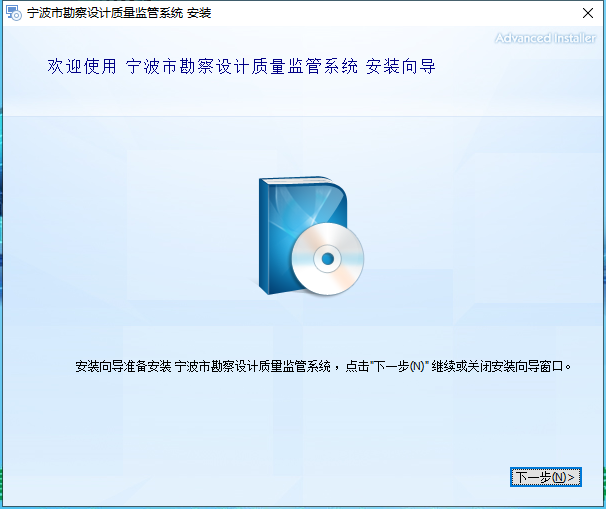 宁波市勘察设计质量监管系统 安装
Advanced Installer
欢迎使用 宁波市勘察设计质量监管系统 安装向导
安装向导准备安装 宁波市勘察设计质量监管系统 ，点击"下一步(N)" 继续或关闭安装向导窗口。
下一步(N)>